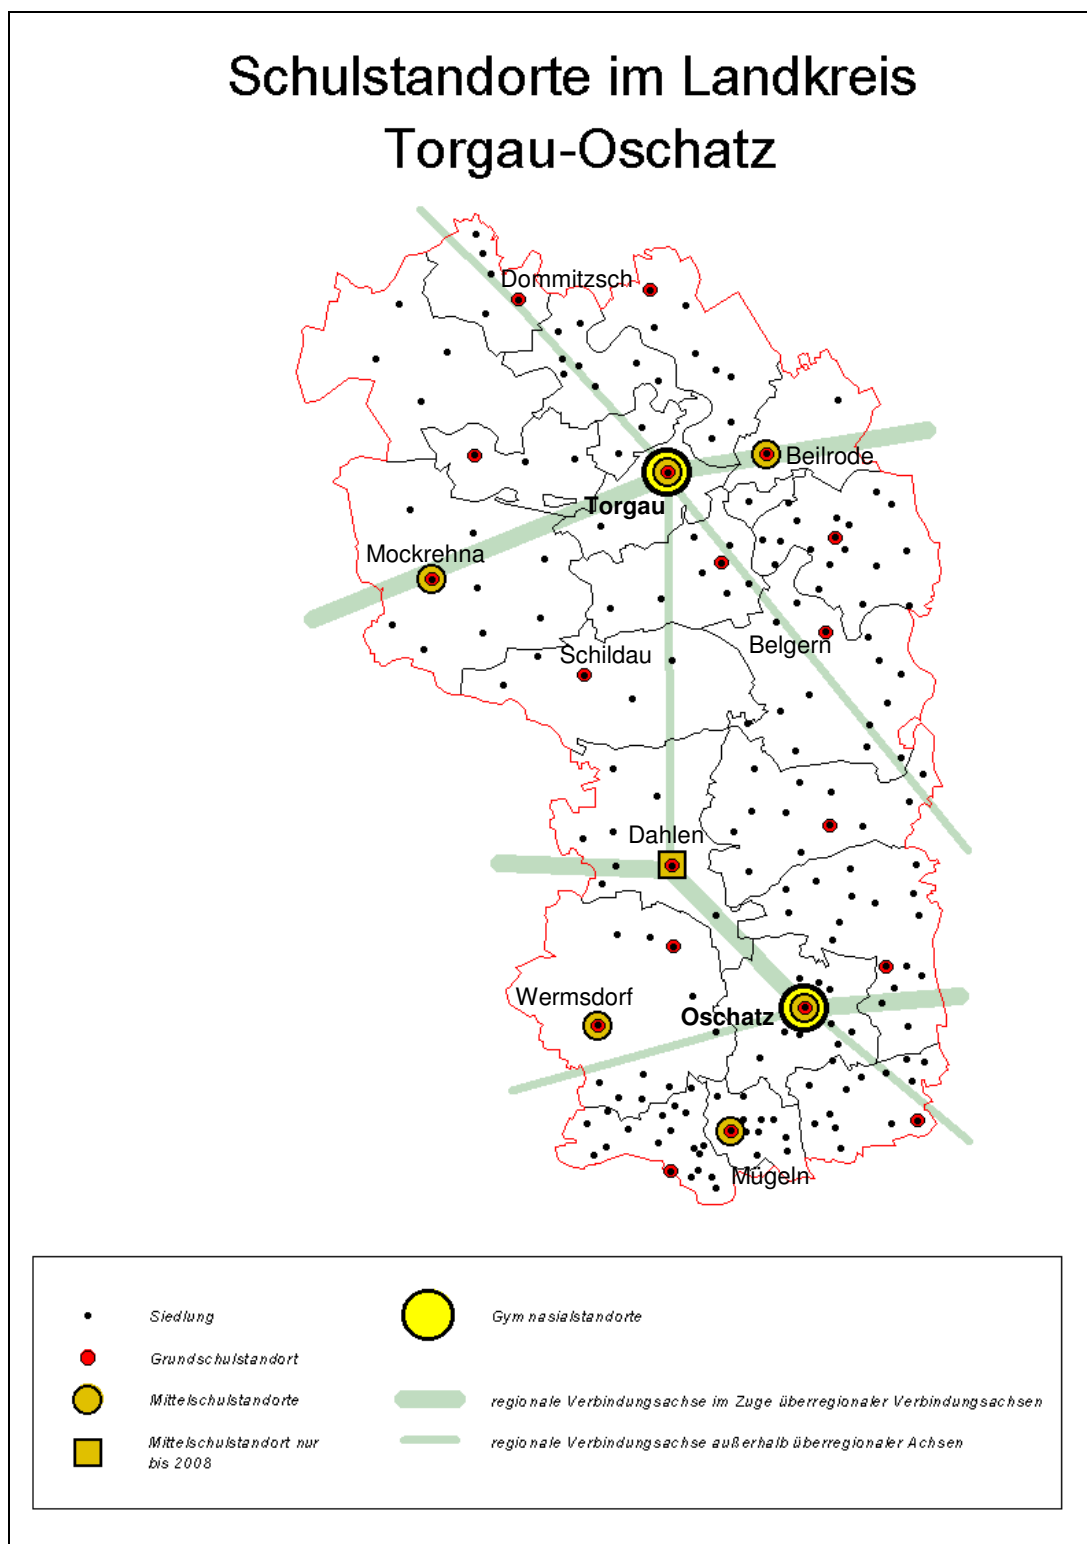 Schulstandorte im Landkreis
Torgau-Oschatz
Dommitzsch
Beilrode
Torgau
Mockrehna
Belgern
Schildau
Dahlen
Wermsdorf
Oschatz
Mügeln
Siedlung
Gymnasialstandorte
Grundschulstandort
Mittelschulstandorte
regionale Verbindungsachse im Zuge überregionaler Verbindungsachsen
Mittelschulstandort nur
bis 2008
regionale Verbindungsachse außerhalb überregionaler Achsen